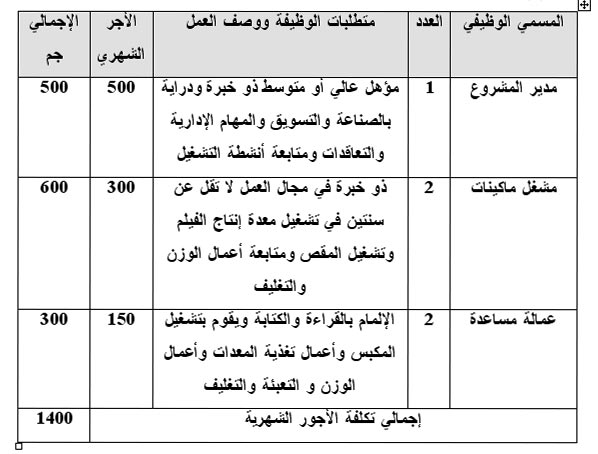 المسمي الوظيفي العدد متطلبات الوظيفة ووصف العمل الأجر الشهري الإجمالي جم
مدير المشروع 1 مؤهل عالي أو متوسط ذو خبرة ودراية 500 500
بالصناعة والتسويق والمهام الإدارية
والتعاقدات ومتابعة أنشطة التشغيل
مشغل ماكينات 2 ذو خبرة في مجال العمل لا تقل عن 300 600
سنتين في تشغيل معدة إنتاج الفيلم
وتشغيل المقص ومتابعة أعمال الوزن
والتغليف
عمالة مساعدة 2 الإلمام بالقراءة والكتابة ويقوم بتشغيل 150 300
المكبس وأعمال تغذية المعدات وأعمال
الوزن و التعبئة والتغليف
إجمالي تكلفة الأجور الشهرية 1400